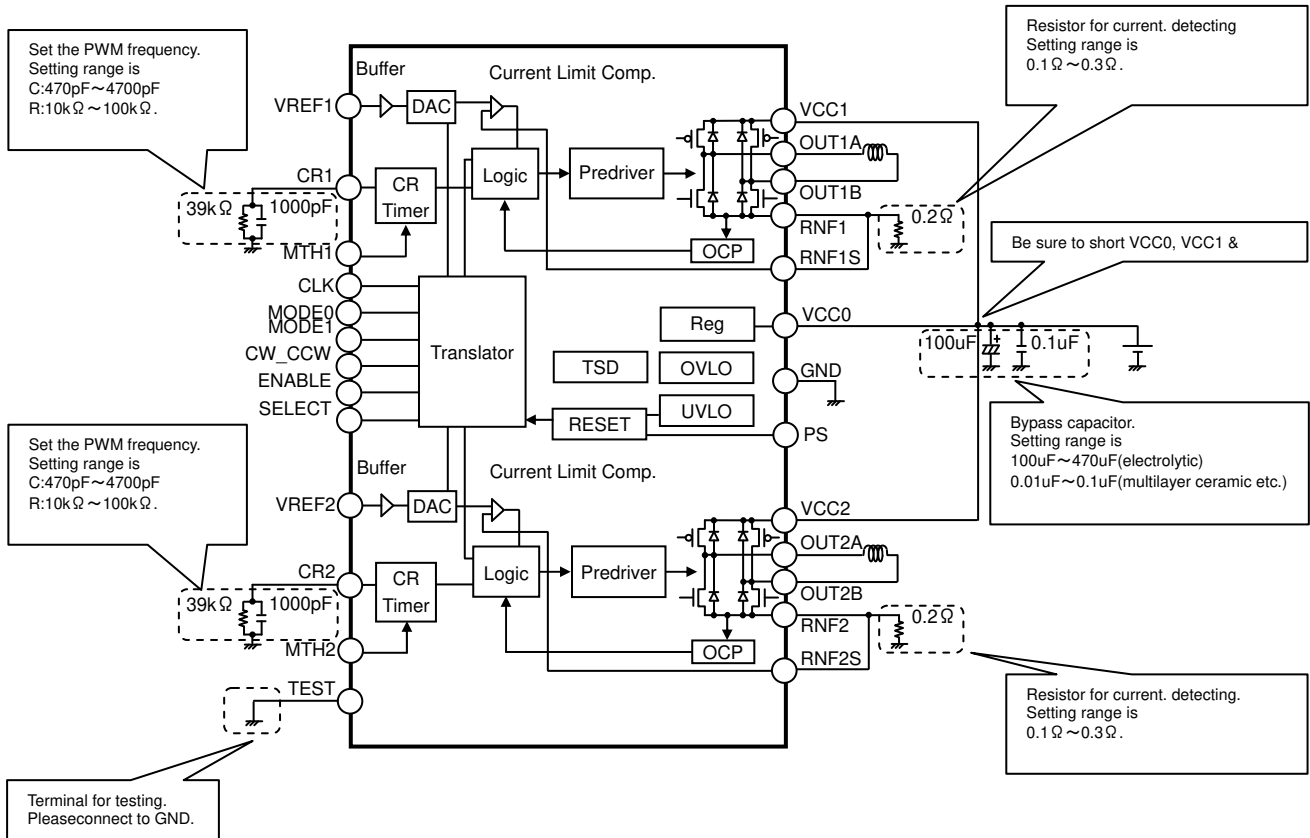 Set the PWM frequency.
Setting range is
C:470pF～4700pF
R:10kΩ～100kΩ.
Resistor for current. detecting
Setting range is
0.1Ω～0.3Ω.
Buffer
Current Limit Comp.
VREF1
DAC
VCC1
OUT1A
CR1
CR
Timer
Logic
Predriver
OUT1B
39kΩ
1000pF
RNF1
0.2Ω
MTH1
OCP
RNF1S
Be sure to short VCC0, VCC1 &
CLK
MODE0
MODE1
CW_CCW
ENABLE
SELECT
Translator
Reg
VCC0
100uF
+
0.1uF
TSD
OVLO
GND
RESET
UVLO
PS
Bypass capacitor.
Setting range is
100uF～470uF(electrolytic)
0.01uF～0.1uF(multilayer ceramic etc.)
Set the PWM frequency.
Setting range is
C:470pF～4700pF
R:10kΩ～100kΩ.
Buffer
Current Limit Comp.
VREF2
DAC
VCC2
OUT2A
CR2
CR
Timer
Logic
Predriver
OUT2B
39kΩ
1000pF
RNF2
0.2Ω
MTH2
OCP
RNF2S
TEST
Resistor for current. detecting.
Setting range is
0.1Ω～0.3Ω.
Terminal for testing.
Pleaseconnect to GND.